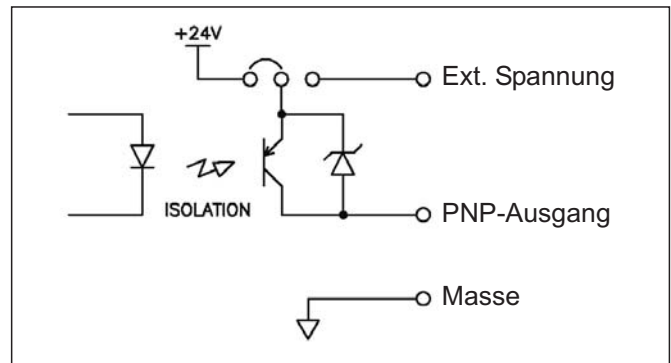 +24V
Ext. Spannung
ISOLATION
PNP-Ausgang
Masse